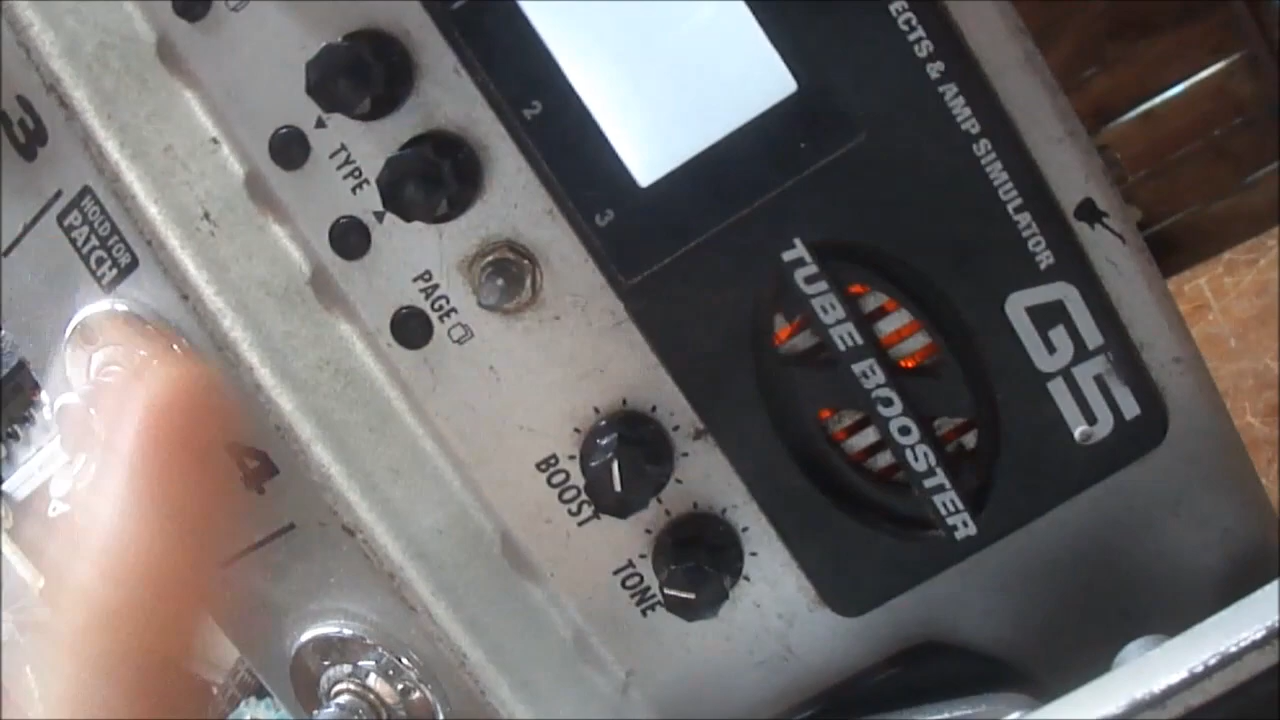 ECTS & AMP SIMULATOR
G5
TUBE BOOSTER
2
3
TYPE
PAGE
BOOST
TONE
3
HOLD FOR
PATCH
4